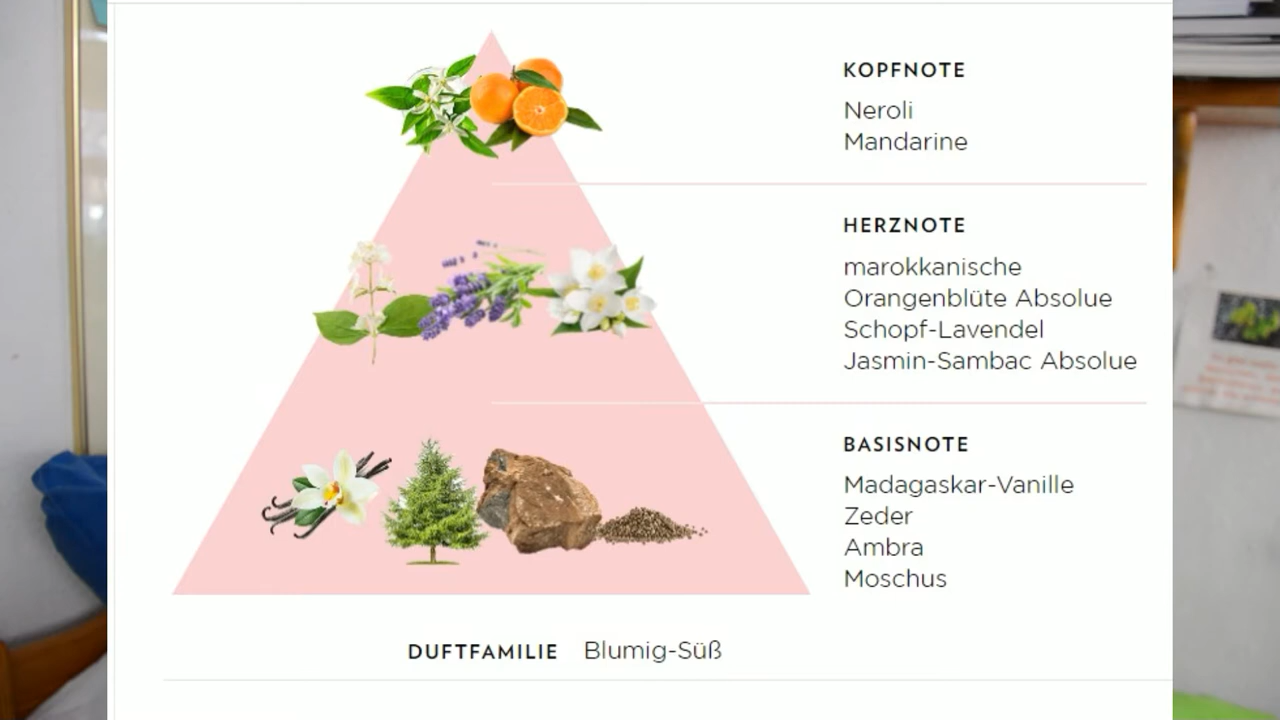 KOPFNOTE
Neroli
Mandarine
HERZNOTE
marokkanische
Orangenblüte Absolue
Schopf-Lavendel
Jasmin-Sambac Absolue
BASISNOTE
Madagaskar-Vanille
Zeder
Ambra
Moschus
DUFTFAMILIE Blumig-Süß